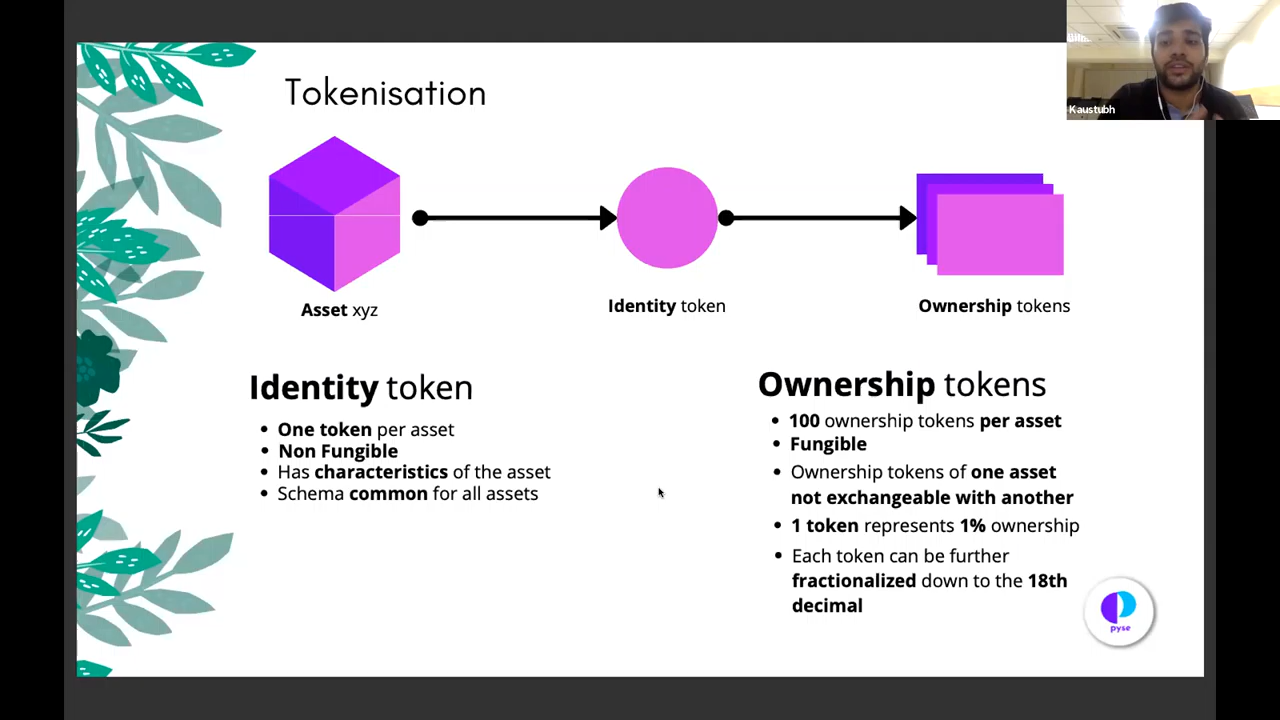 Tokenisation
Kaustubh
Asset xyz
Identity token
Ownership tokens
Identity token
One token per asset
Non Fungible
Has characteristics of the asset
Schema common for all assets
Ownership tokens
100 ownership tokens per asset
Fungible
Ownership tokens of one asset
not exchangeable with another
1 token represents 1% ownership
Each token can be further
fractionalized down to the 18th
decimal
pyse